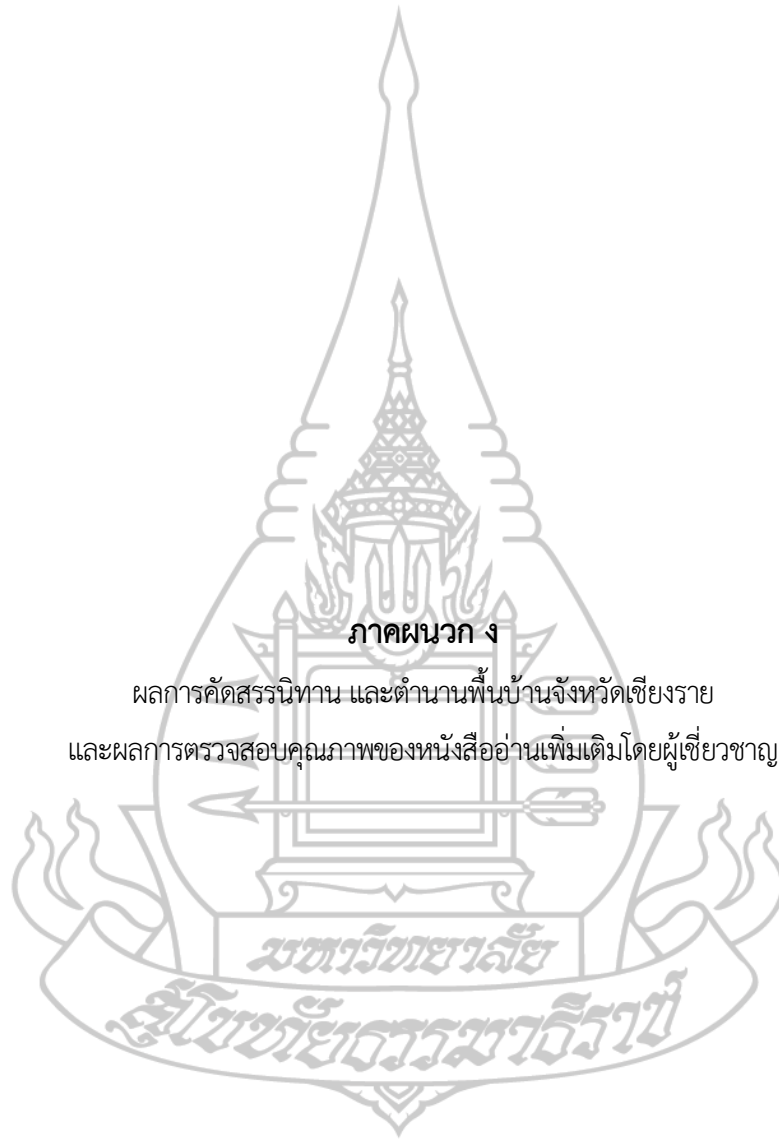 ภาคผนวก ง
ผลการคัดสรรนิทาน และตำนานพื้นบ้านจังหวัดเชียงราย
และผลการตรวจสอบคุณภาพของหนังสืออ่านเพิ่มเติมโดยผู้เชี่ยวชาญ
มหาวิทยาลัย
สุโขทัยธรรมาธิราช